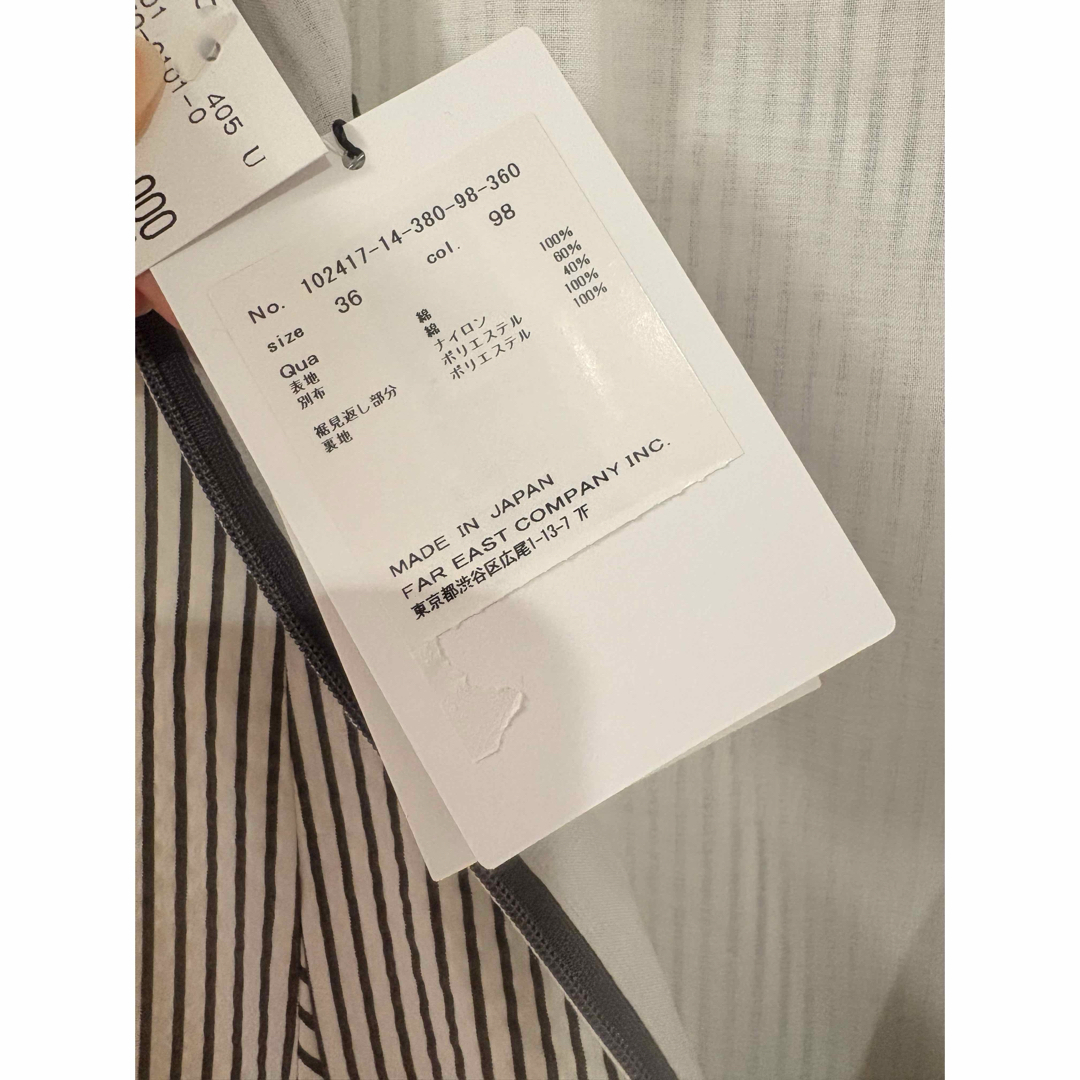 405 U
101-0
000
No. 102417-14-380-98-360
size 36 col. 98
Qua
表地 綿 100%
別布 綿 60%
ナイロン 40%
裾見返し部分 ポリエステル 100%
裏地 ポリエステル 100%
MADE IN JAPAN
FAR EAST COMPANY INC.
東京都渋谷区広尾1-13-7 7F